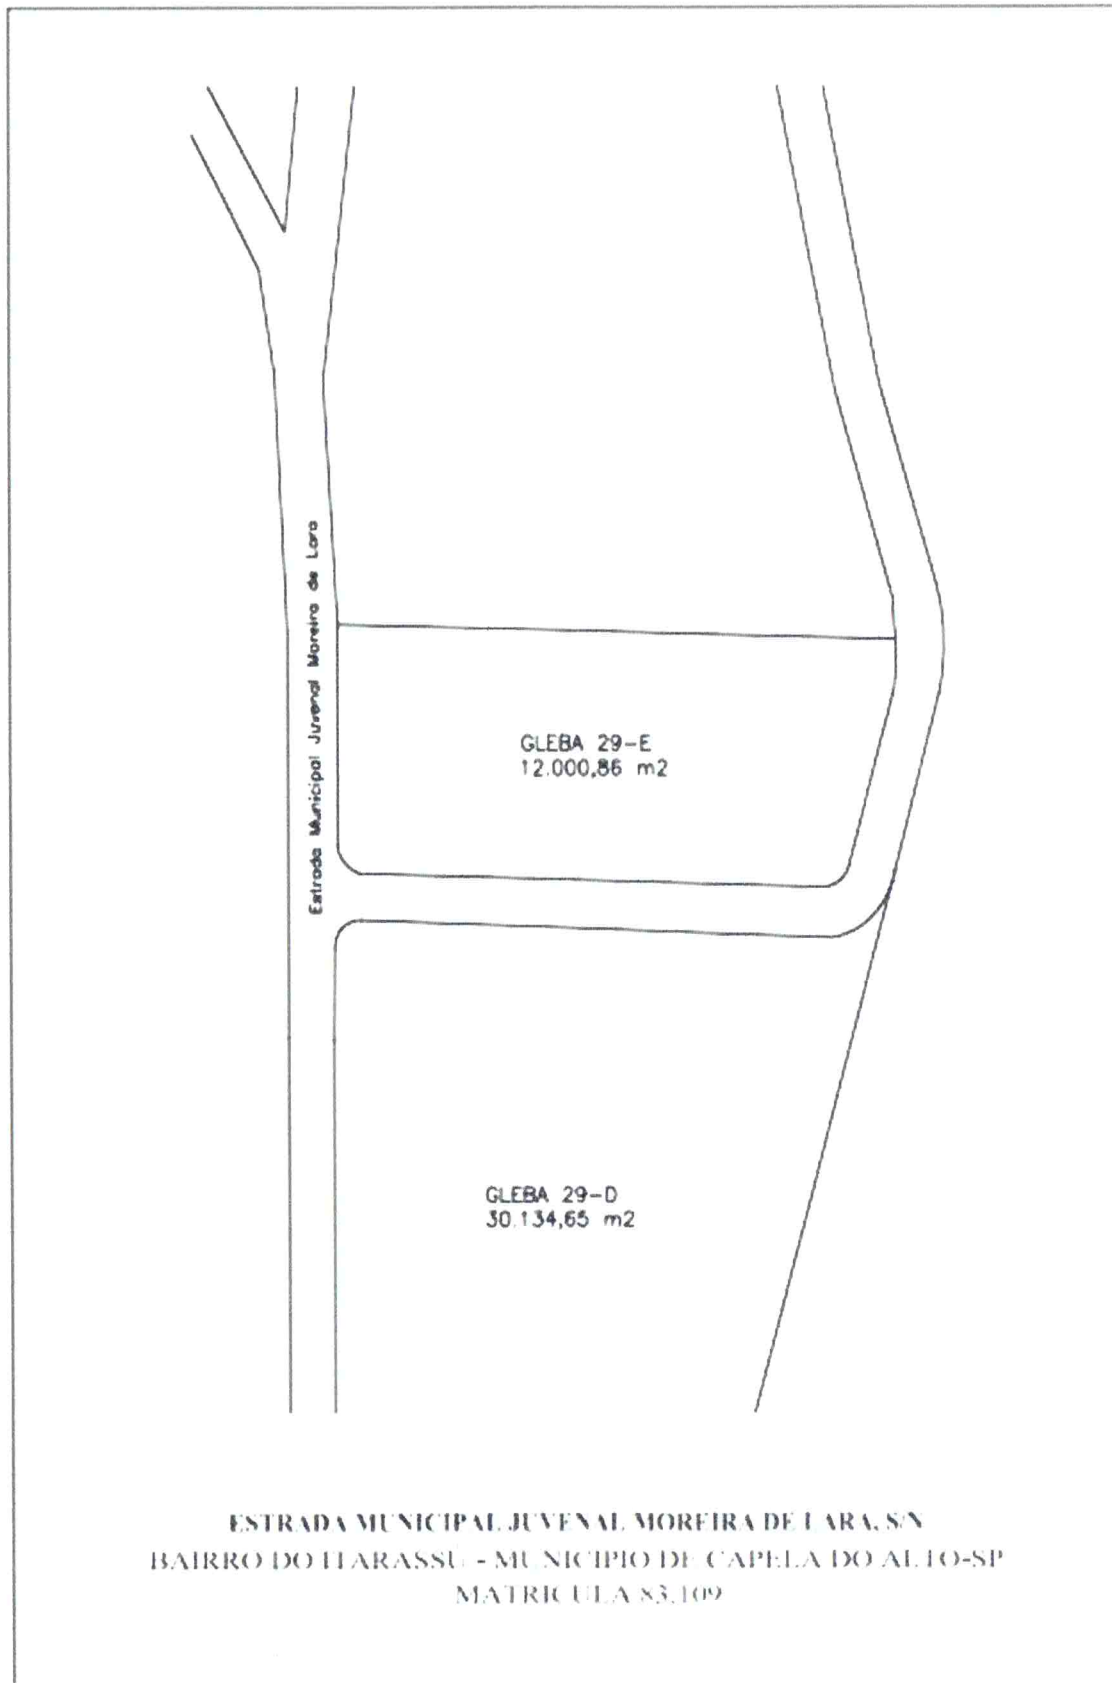 Estrada Municipal Juvenal Moreira de Lara
GLEBA 29-E
12.000,86 m2
GLEBA 29-D
30.134,65 m2
ESTRADA MUNICIPAL JUVENAL MOREIRA DE LARA, S/N
BAIRRO DO ITARASSU - MUNICIPIO DE CAPELA DO ALTO-SP
MATRICULA 83.109